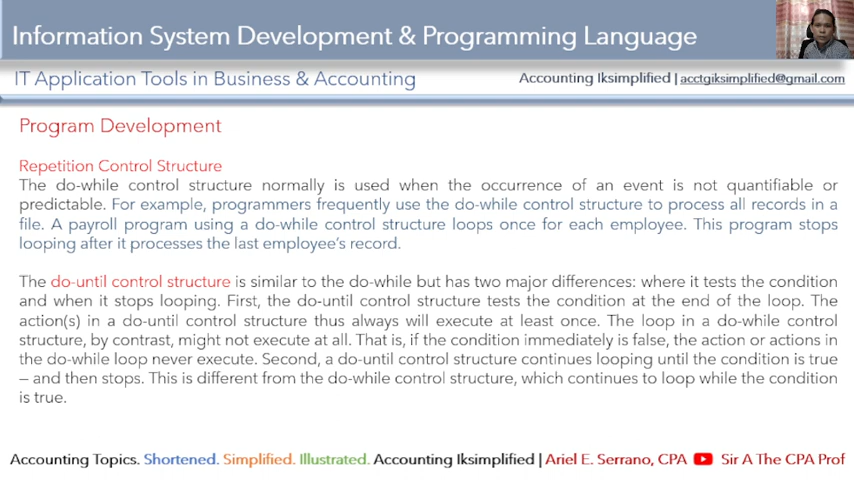 Information System Development & Programming Language
IT Application Tools in Business & Accounting
Accounting Iksimplified | acctgiksimplified@gmail.com
Program Development
Repetition Control Structure
The do-while control structure normally is used when the occurrence of an event is not quantifiable or
predictable. For example, programmers frequently use the do-while control structure to process all records in a
file. A payroll program using a do-while control structure loops once for each employee. This program stops
looping after it processes the last employee's record.
The do-until control structure is similar to the do-while but has two major differences: where it tests the condition
and when it stops looping. First, the do-until control structure tests the condition at the end of the loop. The
action(s) in a do-until control structure thus always will execute at least once. The loop in a do-while control
structure, by contrast, might not execute at all. That is, if the condition immediately is false, the action or actions in
the do-while loop never execute. Second, a do-until control structure continues looping until the condition is true
— and then stops. This is different from the do-while control structure, which continues to loop while the condition
is true.
Accounting Topics. Shortened. Simplified. Illustrated. Accounting Iksimplified | Ariel E. Serrano, CPA Sir A The CPA Prof